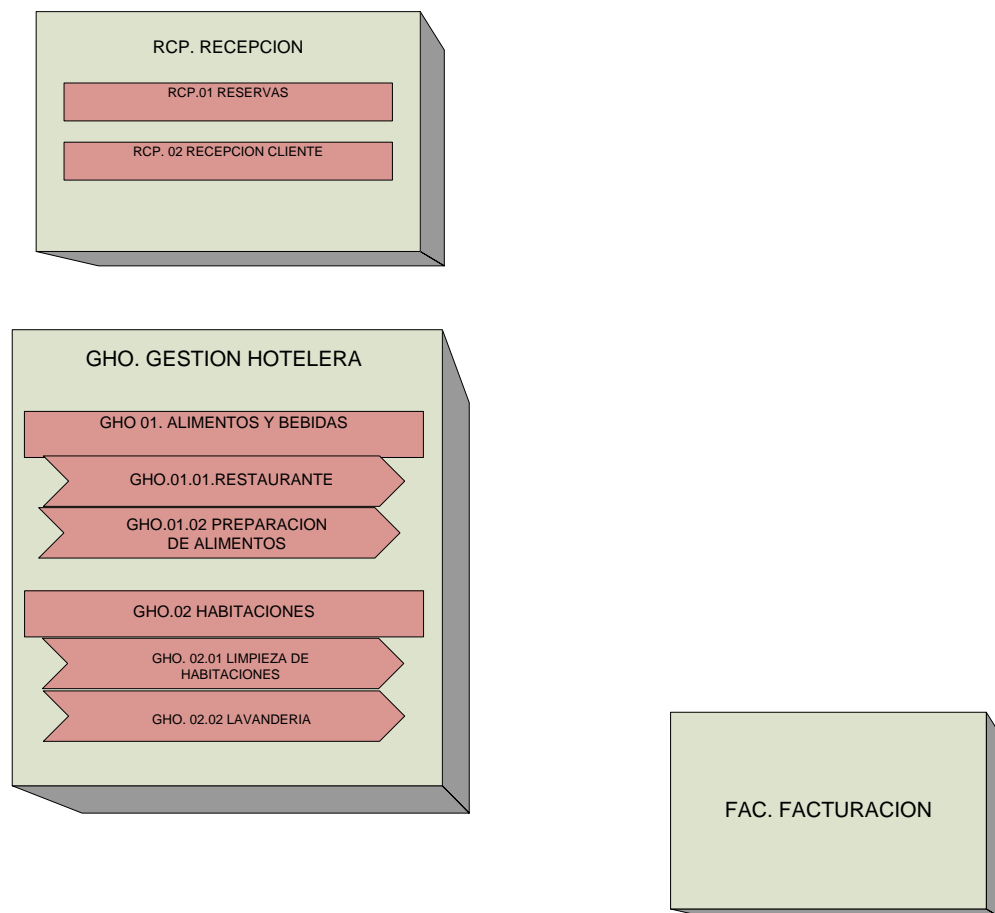 RCP. RECEPCION
RCP.01 RESERVAS
RCP. 02 RECEPCION CLIENTE
GHO. GESTION HOTELERA
GHO 01. ALIMENTOS Y BEBIDAS
GHO.01.01.RESTAURANTE
GHO.01.02 PREPARACION
DE ALIMENTOS
GHO.02 HABITACIONES
GHO. 02.01 LIMPIEZA DE
HABITACIONES
GHO. 02.02 LAVANDERIA
FAC. FACTURACION